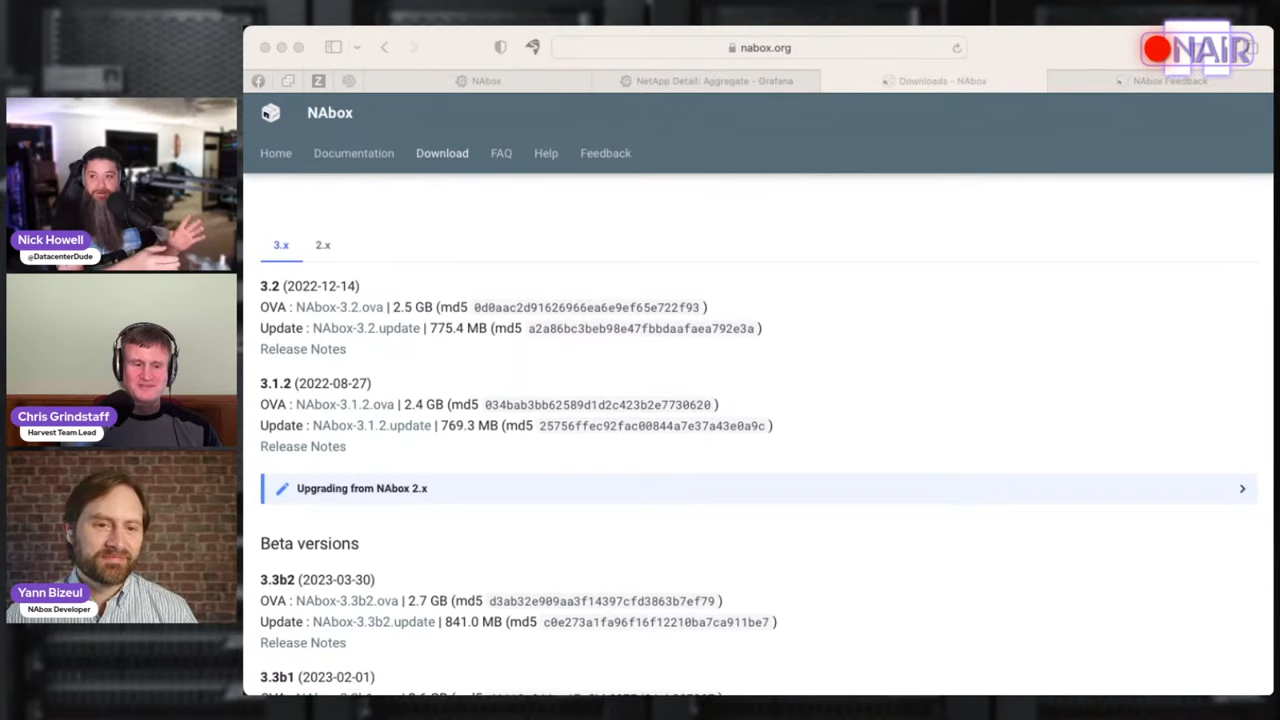 nabox.org
NAIR
NAbox
NetApp Detail: Aggregate - Grafana
Downloads - NAbox
NAbox Feedback
NAbox
Home
Documentation
Download
FAQ
Help
Feedback
3.x
2.x
3.2 (2022-12-14)
OVA : NAbox-3.2.ova | 2.5 GB (md5 0d0aac2d91626966ea6e9ef65e722f93 )
Update : NAbox-3.2.update | 775.4 MB (md5 a2a86bc3beb98e47fbbdaafaea792e3a )
Release Notes
3.1.2 (2022-08-27)
OVA : NAbox-3.1.2.ova | 2.4 GB (md5 034bab3bb62589d1d2c423b2e7730620 )
Update : NAbox-3.1.2.update | 769.3 MB (md5 25756ffec92fac00844a7e37a43e0a9c )
Release Notes
Upgrading from NAbox 2.x
Beta versions
3.3b2 (2023-03-30)
OVA : NAbox-3.3b2.ova | 2.7 GB (md5 d3ab32e909aa3f14397cfd3863b7ef79 )
Update : NAbox-3.3b2.update | 841.0 MB (md5 c0e273a1fa96f16f12210ba7ca911be7 )
Release Notes
3.3b1 (2023-02-01)
Nick Howell
@DatacenterDude
Chris Grindstaff
Harvest Team Lead
Yann Bizeul
NAbox Developer